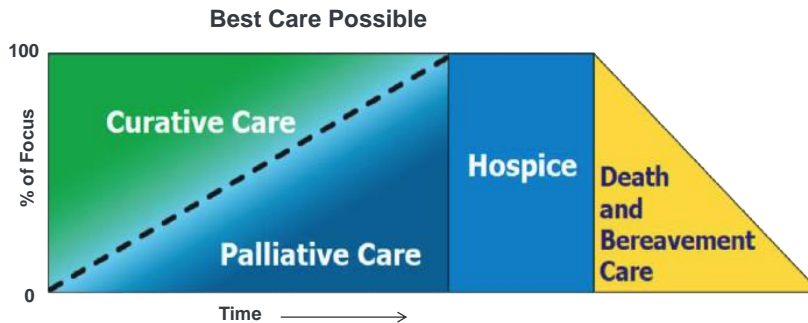 Best Care Possible
100
% of Focus
0
Curative Care
Palliative Care
Hospice
Death
and
Bereavement
Care
Time